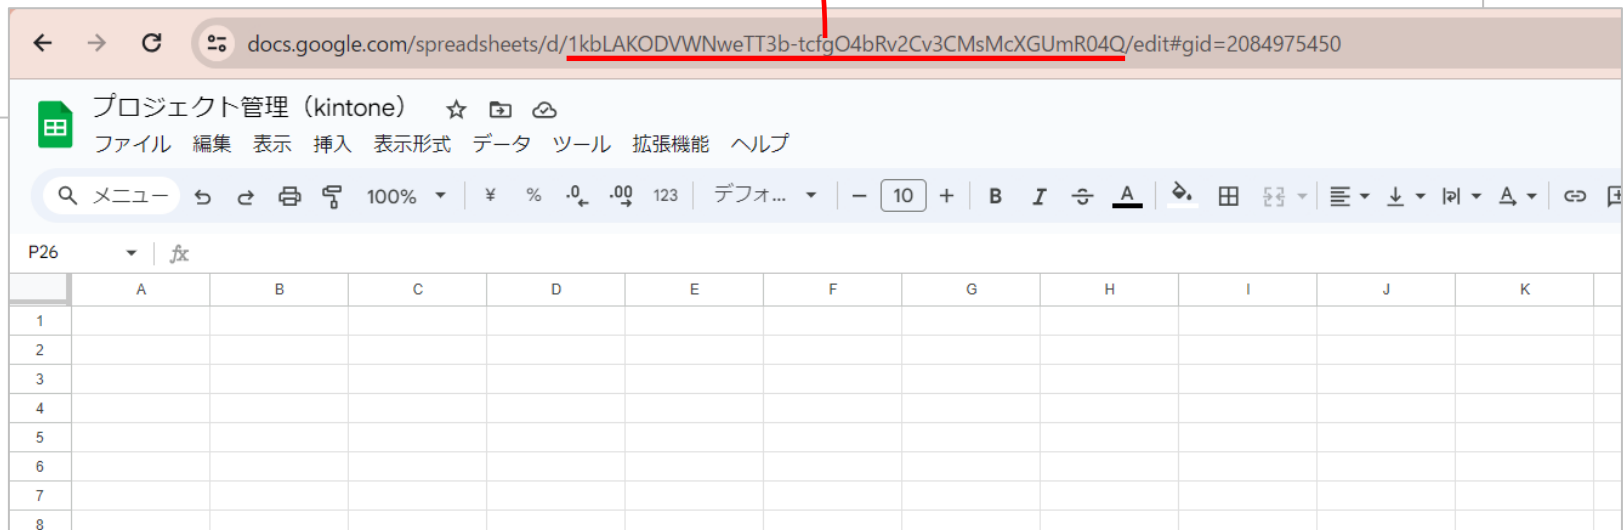 docs.google.com/spreadsheets/d/1kbLAKODVWNweTT3b-tcfgO4bRv2Cv3CMsMcXGUmR04Q/edit#gid=2084975450
プロジェクト管理（kintone）
ファイル 編集 表示 挿入 表示形式 データ ツール 拡張機能 ヘルプ
メニュー 100% ¥ % .0 .00 123 デフォ... 10 B I A A
P26 fx
A B C D E F G H I J K
1
2
3
4
5
6
7
8